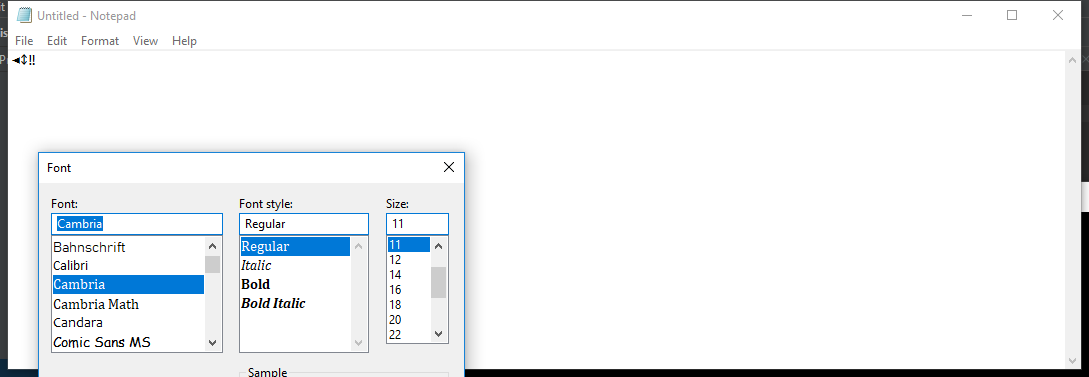 Untitled - Notepad
File Edit Format View Help
◄↕‼
Font
Font: Font style: Size:
Cambria Regular 11
Bahnschrift
Calibri
Cambria
Cambria Math
Candara
Comic Sans MS
Regular
Italic
Bold
Bold Italic
11
12
14
16
18
20
22
Sample